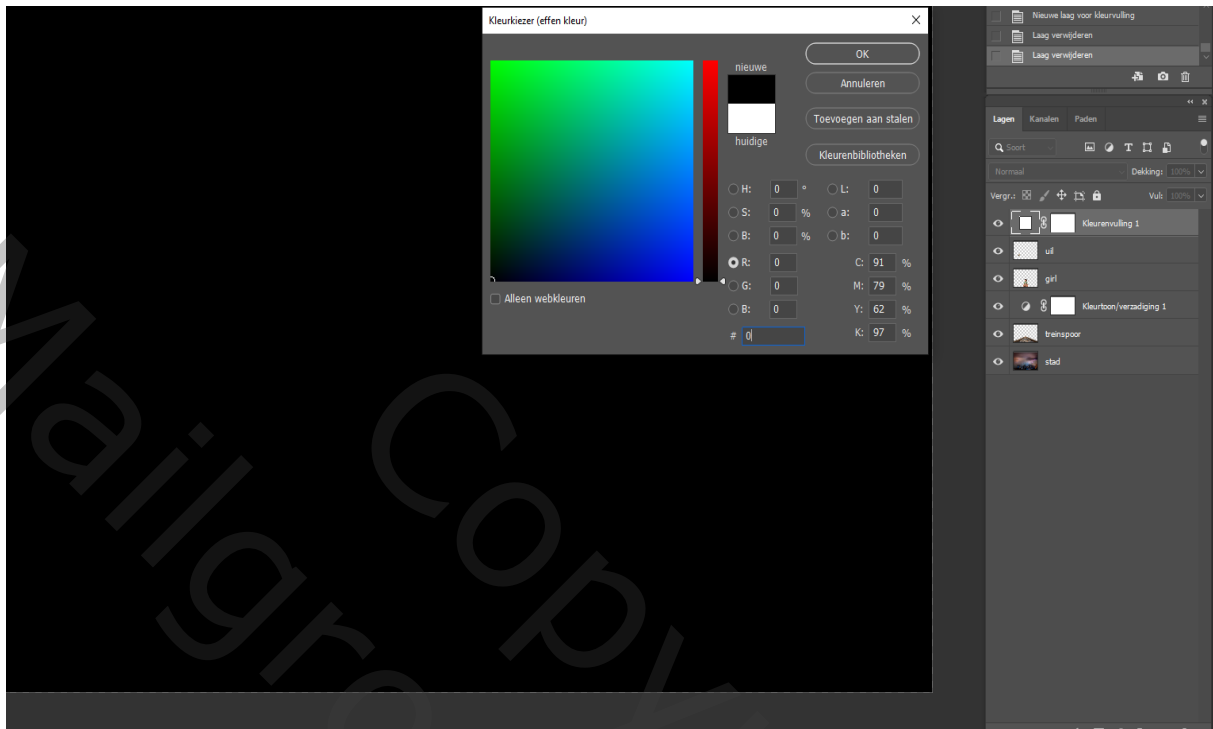 Kleurkiezer (effen kleur)
nieuwe
huidige
OK
Annuleren
Toevoegen aan stalen
Kleurenbibliotheken
H: 0 ° L: 0
S: 0 % a: 0
B: 0 % b: 0
R: 0 C: 91 %
G: 0 M: 79 %
B: 0 Y: 62 %
# 0 K: 97 %
Alleen webkleuren
Nieuwe laag voor kleurvulling
Laag verwijderen
Laag verwijderen
Lagen Kanalen Paden
Soort
Normaal Dekking: 100%
Vergr.: Vul: 100%
Kleurenvulling 1
uil
girl
Kleurtoon/verzadiging 1
treinspoor
stad
Mailgro
Copy